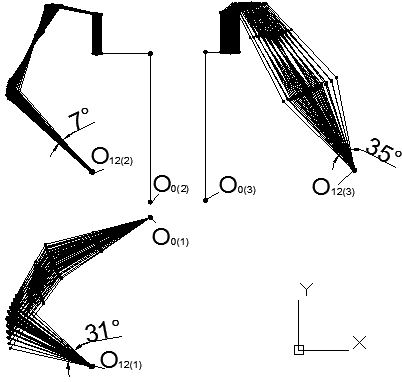 7°
O12(2)
O0(2)
O0(3)
35°
O12(3)
O0(1)
31°
O12(1)
Y
X